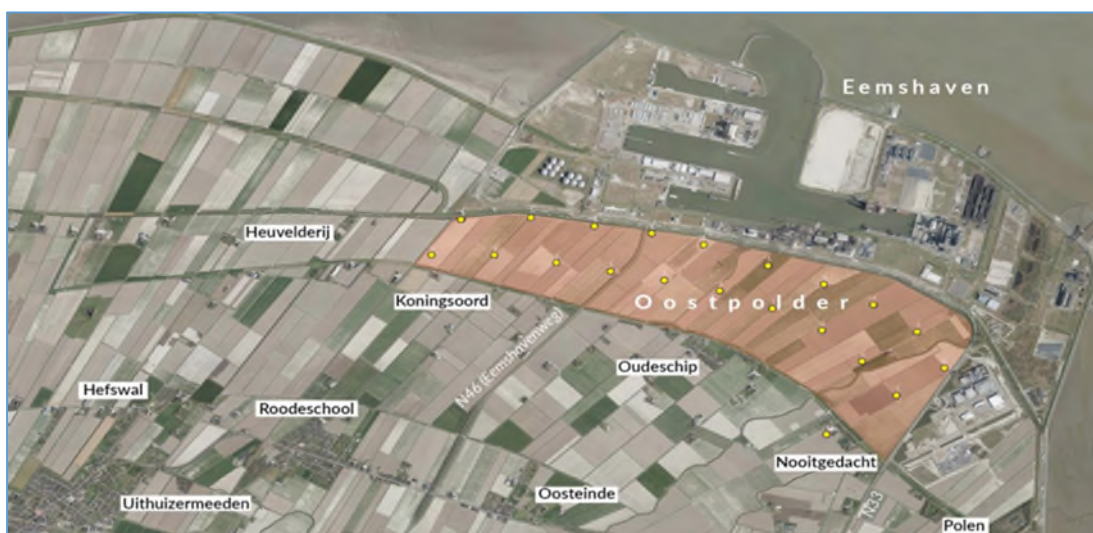 Eemshaven
Heuvelderij
Koningsoord
Oostpolder
N46 (Eemshavenweg)
Oudeschip
Hefswal
Roodeschool
Nooitgedacht
Uithuizermeeden
Oosteinde
N33
Polen